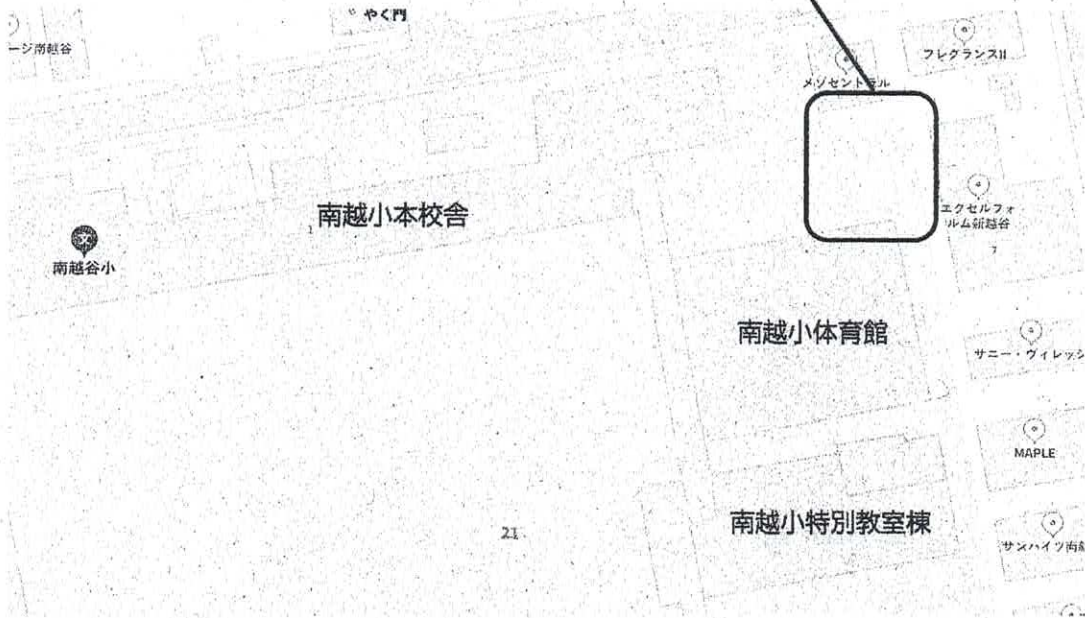 やく門
ージ南越谷
フレグランスII
メゾセントラル
南越小本校舎
1
エクセルフォ
ルム新越谷
7
文
南越谷小
南越小体育館
サニー・ヴィレッジ
MAPLE
21
南越小特別教室棟
サンハイツ南越